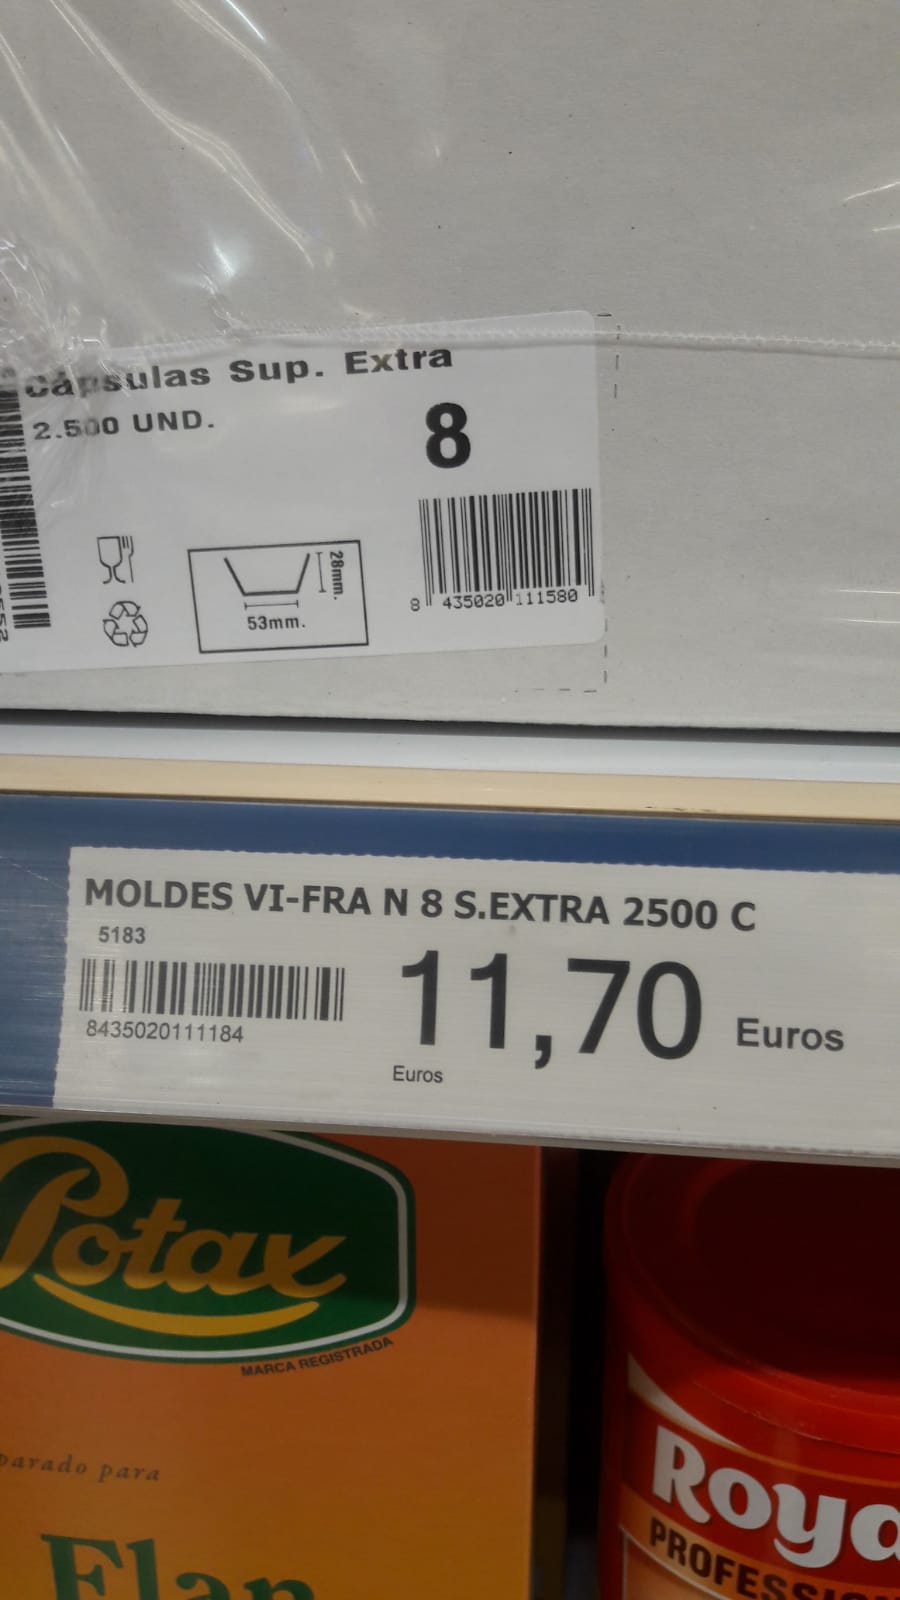 Cápsulas Sup. Extra
2.500 UND.
8
28mm.
53mm.
8 435020 111580
MOLDES VI-FRA N 8 S.EXTRA 2500 C
5183
8435020111184
11,70 Euros
Euros
Potax
MARCA REGISTRADA
parado para
Flan
Roya
PROFESSION